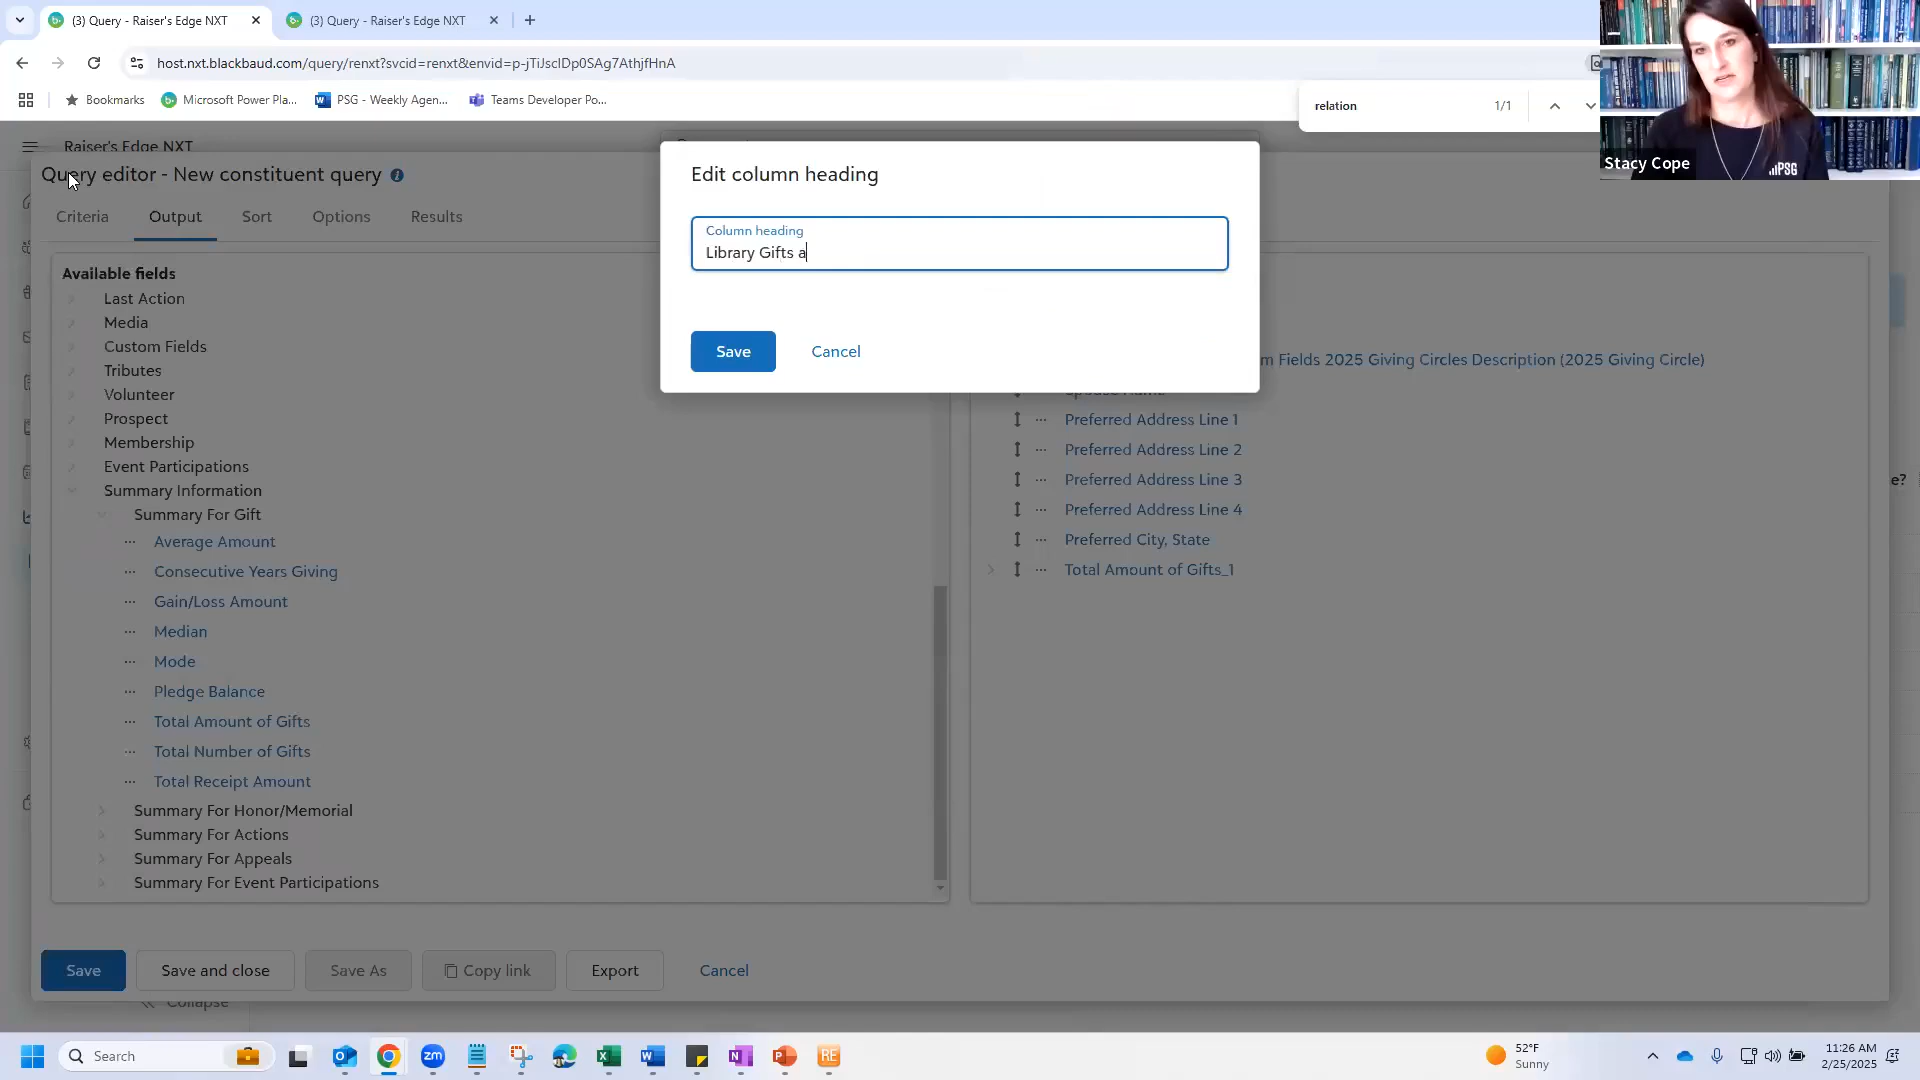 (3) Query - Raiser's Edge NXT
(3) Query - Raiser's Edge NXT
host.nxt.blackbaud.com/query/renxt?svcid=renxt&envid=p-jTiJsclDp0SAg7AthjfHnA
Bookmarks
Microsoft Power Pla...
PSG - Weekly Agen...
Teams Developer Po...
relation
1/1
Stacy Cope
PSG
Raiser's Edge NXT
Query editor - New constituent query
Criteria
Output
Sort
Options
Results
Edit column heading
Column heading
Library Gifts a
Save
Cancel
Available fields
Last Action
Media
Custom Fields
Tributes
Volunteer
Prospect
Membership
Event Participations
Summary Information
Summary For Gift
Average Amount
Consecutive Years Giving
Gain/Loss Amount
Median
Mode
Pledge Balance
Total Amount of Gifts
Total Number of Gifts
Total Receipt Amount
Summary For Honor/Memorial
Summary For Actions
Summary For Appeals
Summary For Event Participations
m Fields 2025 Giving Circles Description (2025 Giving Circle)
Spouse Name
Preferred Address Line 1
Preferred Address Line 2
Preferred Address Line 3
Preferred Address Line 4
Preferred City, State
Total Amount of Gifts_1
e?
Save
Save and close
Save As
Copy link
Export
Cancel
Collapse
Search
zm
RE
52°F
Sunny
11:26 AM
2/25/2025